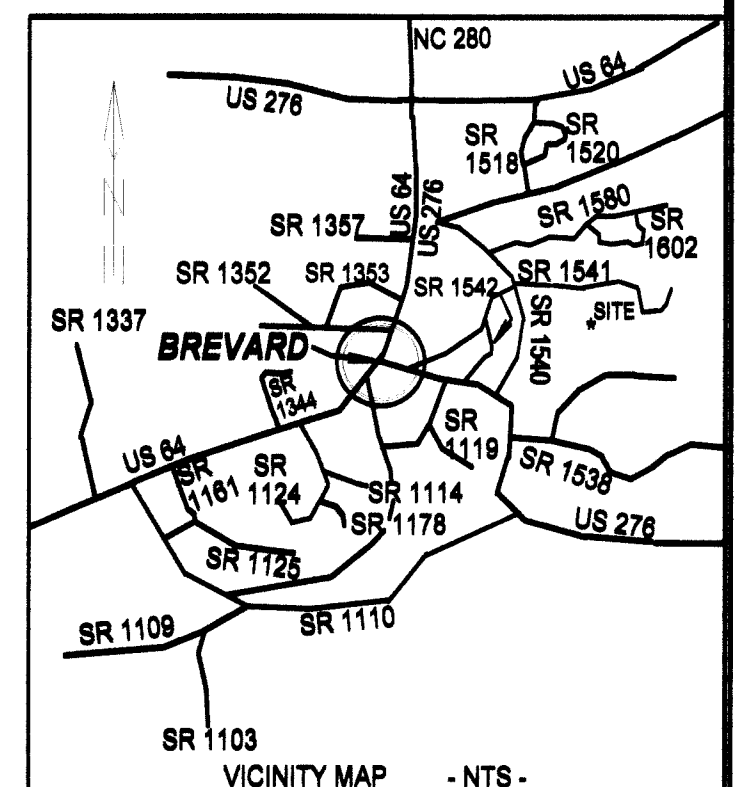 NC 280
US 64
US 276
SR
1518
SR
1520
US 64
US 276
SR 1580
SR
1602
SR 1357
SR 1352
SR 1353
SR 1542
SR 1541
SITE
*
SR 1337
SR 1540
BREVARD
SR
1344
SR
1119
US 64
SR
1161
SR
1124
SR 1114
SR 1538
SR 1178
US 276
SR 1125
SR 1110
SR 1109
SR 1103
N
VICINITY MAP - NTS -